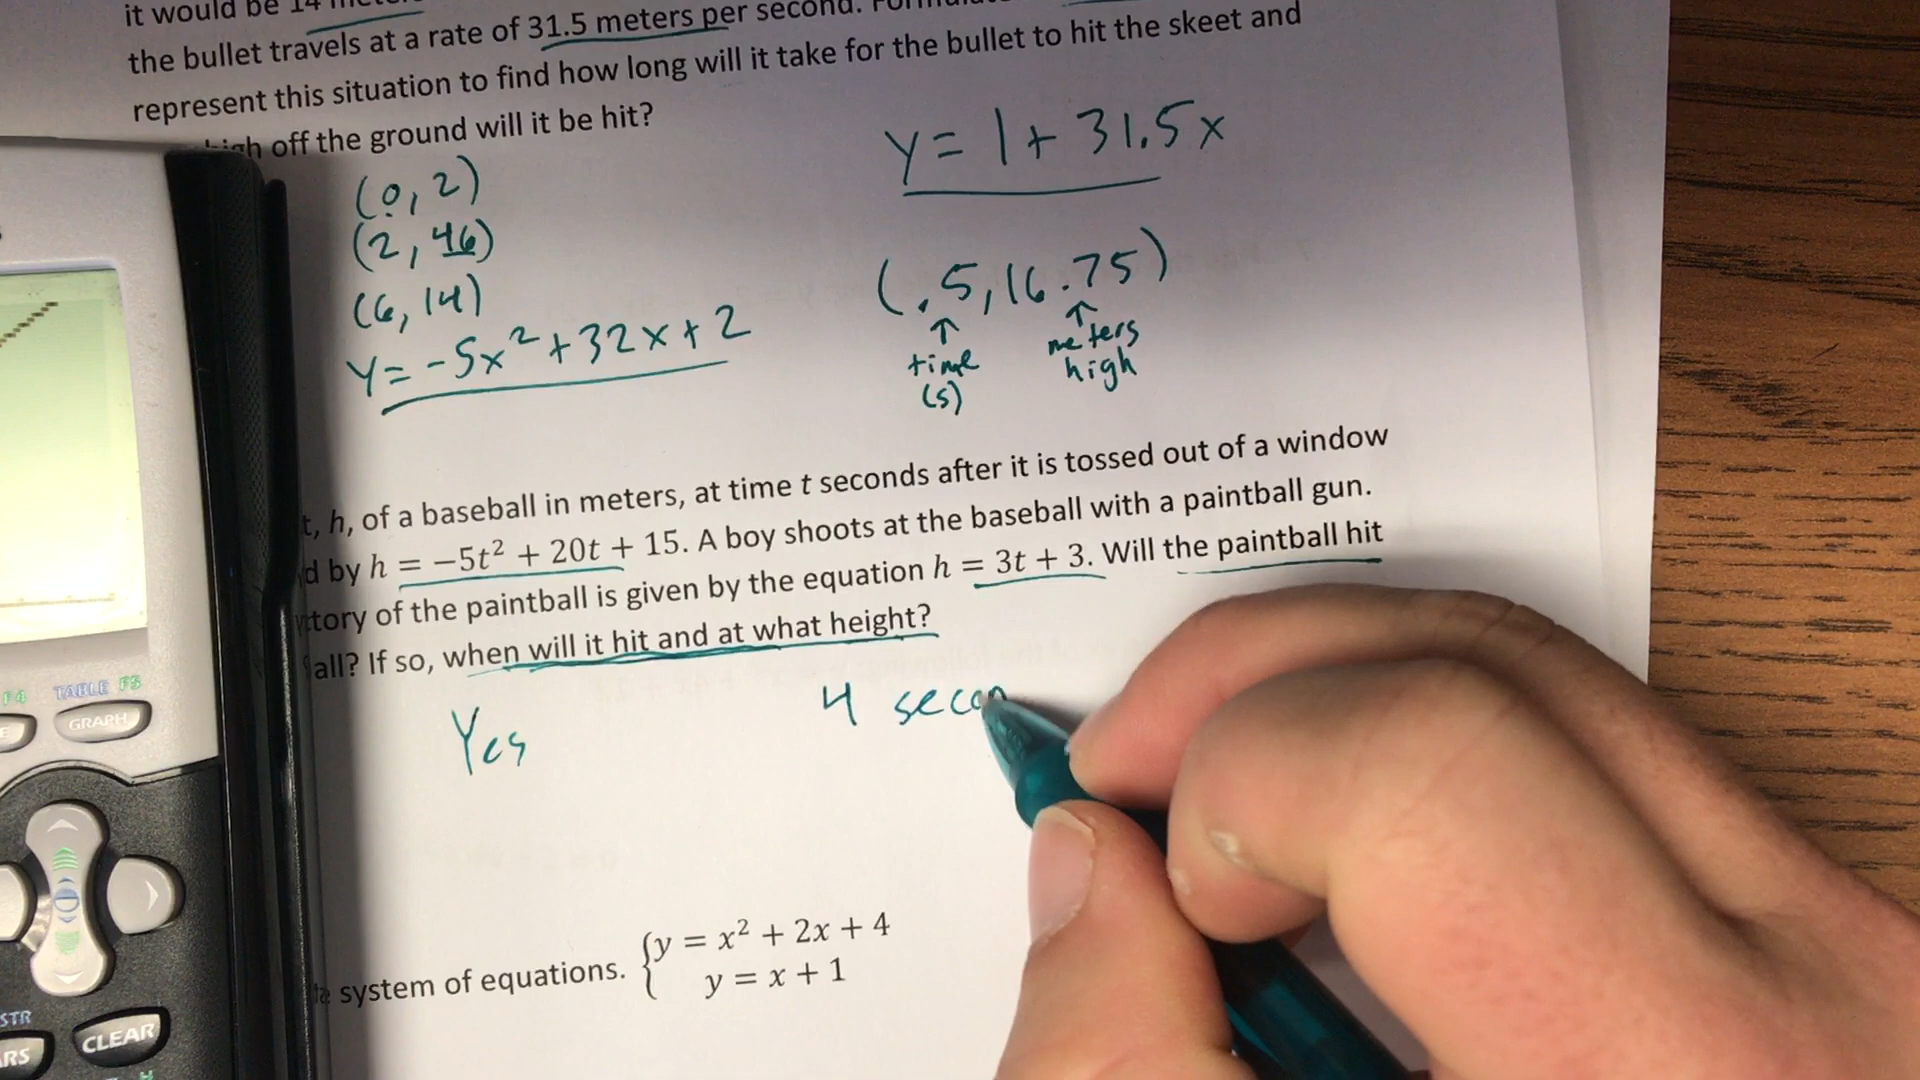 it would be 14
the bullet travels at a rate of 31.5 meters per second.
represent this situation to find how long will it take for the bullet to hit the skeet and
off the ground will it be hit?
y = 1 + 31.5x
(0, 2)
(2, 46)
(6, 14)
y = -5x² + 32x + 2
(.5, 16.75)
↑ ↑
time meters
(s) high
t, h, of a baseball in meters, at time t seconds after it is tossed out of a window
d by h = −5t² + 20t + 15. A boy shoots at the baseball with a paintball gun.
tory of the paintball is given by the equation h = 3t + 3. Will the paintball hit
all? If so, when will it hit and at what height?
Yes
4 secon
system of equations. {y = x² + 2x + 4
y = x + 1
F4 TABLE F5
GRAPH
STR
CLEAR
RS